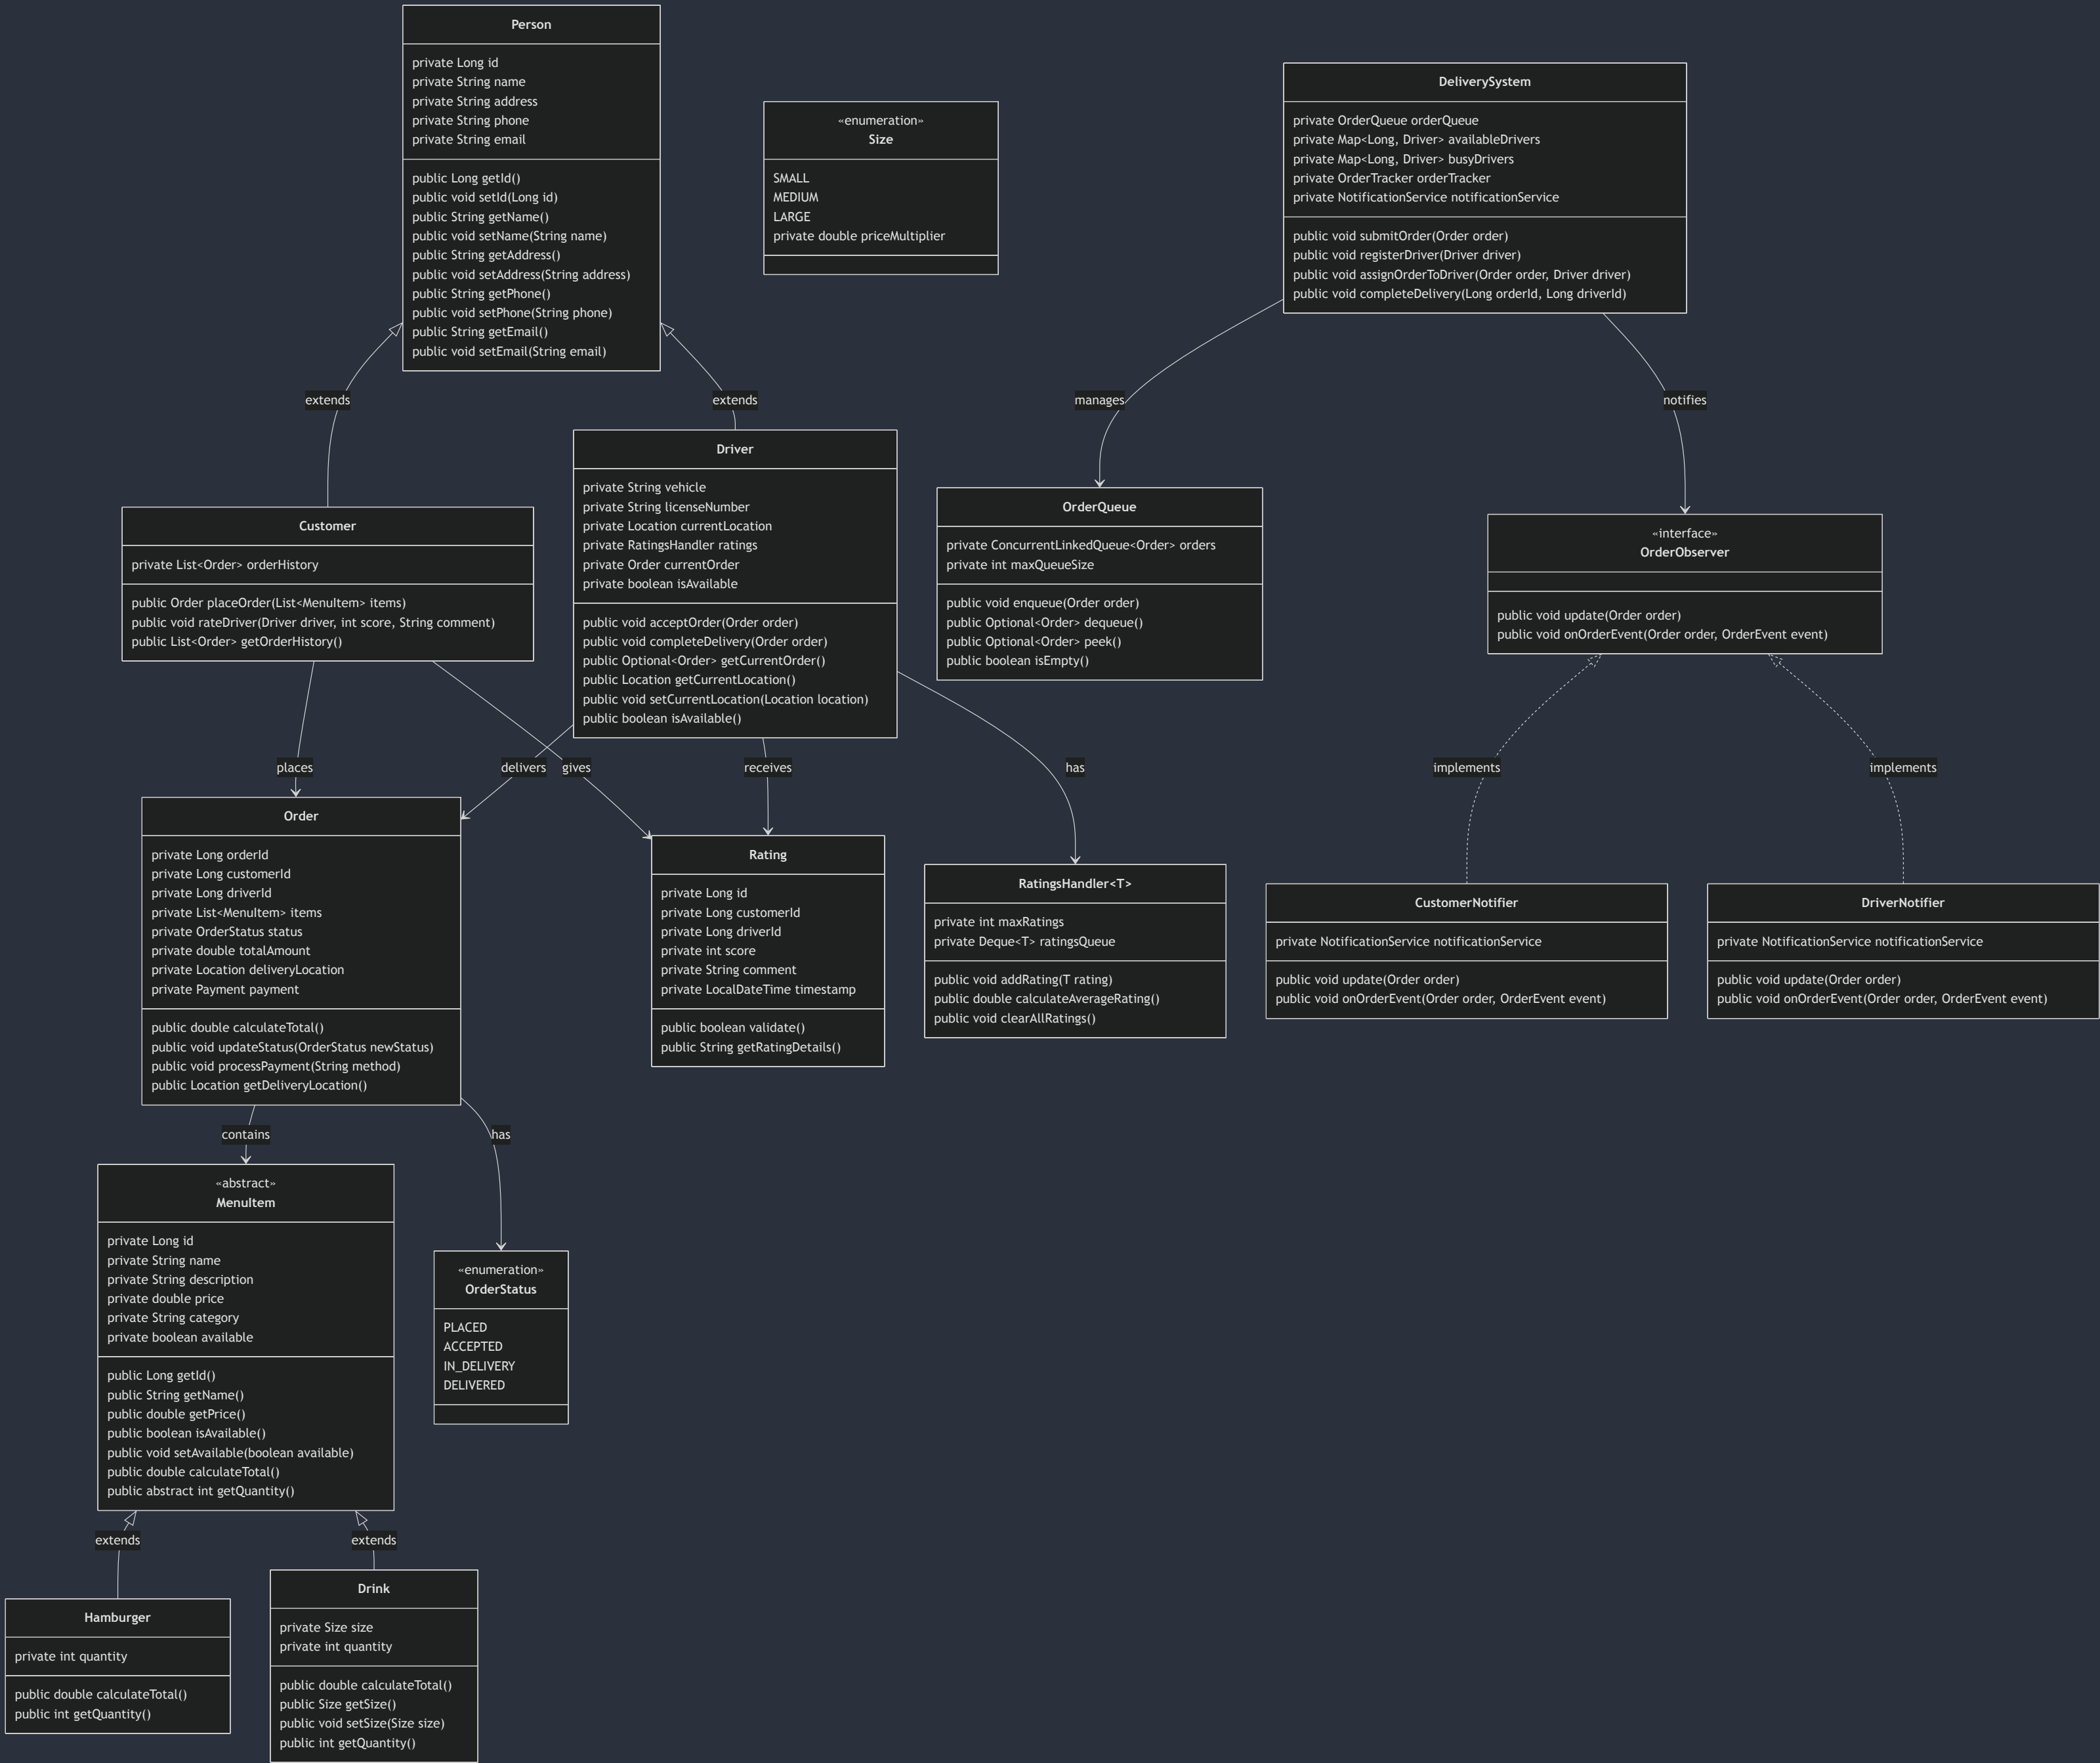 Person
private Long id
private String name
private String address
private String phone
private String email
public Long getId()
public void setId(Long id)
public String getName()
public void setName(String name)
public String getAddress()
public void setAddress(String address)
public String getPhone()
public void setPhone(String phone)
public String getEmail()
public void setEmail(String email)
«enumeration»
Size
SMALL
MEDIUM
LARGE
private double priceMultiplier
DeliverySystem
private OrderQueue orderQueue
private Map<Long, Driver> availableDrivers
private Map<Long, Driver> busyDrivers
private OrderTracker orderTracker
private NotificationService notificationService
public void submitOrder(Order order)
public void registerDriver(Driver driver)
public void assignOrderToDriver(Order order, Driver driver)
public void completeDelivery(Long orderId, Long driverId)
extends
extends
manages
notifies
Customer
private List<Order> orderHistory
public Order placeOrder(List<MenuItem> items)
public void rateDriver(Driver driver, int score, String comment)
public List<Order> getOrderHistory()
Driver
private String vehicle
private String licenseNumber
private Location currentLocation
private RatingsHandler ratings
private Order currentOrder
private boolean isAvailable
public void acceptOrder(Order order)
public void completeDelivery(Order order)
public Optional<Order> getCurrentOrder()
public Location getCurrentLocation()
public void setCurrentLocation(Location location)
public boolean isAvailable()
OrderQueue
private ConcurrentLinkedQueue<Order> orders
private int maxQueueSize
public void enqueue(Order order)
public Optional<Order> dequeue()
public Optional<Order> peek()
public boolean isEmpty()
«interface»
OrderObserver
public void update(Order order)
public void onOrderEvent(Order order, OrderEvent event)
places
delivers
gives
receives
has
implements
implements
Order
private Long orderId
private Long customerId
private Long driverId
private List<MenuItem> items
private OrderStatus status
private double totalAmount
private Location deliveryLocation
private Payment payment
public double calculateTotal()
public void updateStatus(OrderStatus newStatus)
public void processPayment(String method)
public Location getDeliveryLocation()
Rating
private Long id
private Long customerId
private Long driverId
private int score
private String comment
private LocalDateTime timestamp
public boolean validate()
public String getRatingDetails()
RatingsHandler<T>
private int maxRatings
private Deque<T> ratingsQueue
public void addRating(T rating)
public double calculateAverageRating()
public void clearAllRatings()
CustomerNotifier
private NotificationService notificationService
public void update(Order order)
public void onOrderEvent(Order order, OrderEvent event)
DriverNotifier
private NotificationService notificationService
public void update(Order order)
public void onOrderEvent(Order order, OrderEvent event)
contains
has
«abstract»
MenuItem
private Long id
private String name
private String description
private double price
private String category
private boolean available
public Long getId()
public String getName()
public double getPrice()
public boolean isAvailable()
public void setAvailable(boolean available)
public double calculateTotal()
public abstract int getQuantity()
«enumeration»
OrderStatus
PLACED
ACCEPTED
IN_DELIVERY
DELIVERED
extends
extends
Hamburger
private int quantity
public double calculateTotal()
public int getQuantity()
Drink
private Size size
private int quantity
public double calculateTotal()
public Size getSize()
public void setSize(Size size)
public int getQuantity()